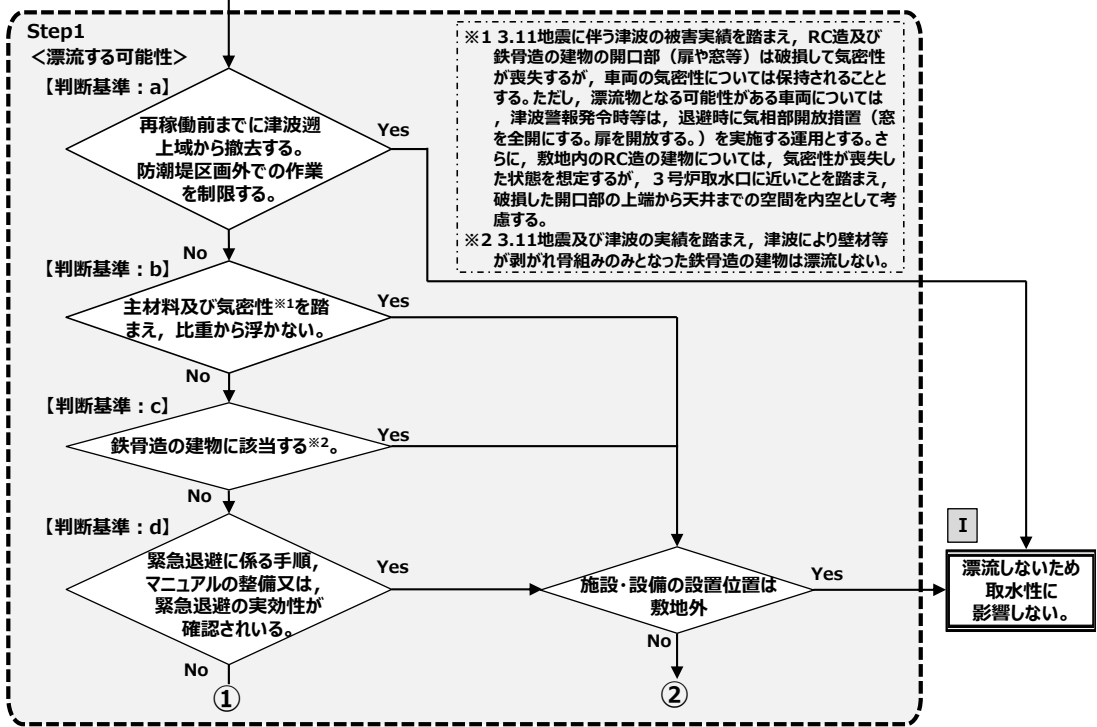 Step1
<漂流する可能性>
【判断基準：a】
再稼働前までに津波遡
上域から撤去する。
防潮堤区画外での作業
を制限する。
Yes
No
※1 3.11地震に伴う津波の被害実績を踏まえ，RC造及び
鉄骨造の建物の開口部（扉や窓等）は破損して気密性
が喪失するが，車両の気密性については保持されることと
する。ただし，漂流物となる可能性がある車両については
，津波警報発令時等は，退避時に気相部開放措置（窓
を全開にする。扉を開放する。）を実施する運用とする。さ
らに，敷地内のRC造の建物については，気密性が喪失し
た状態を想定するが，３号炉取水口に近いことを踏まえ，
破損した開口部の上端から天井までの空間を内空として考
慮する。
※2 3.11地震及び津波の実績を踏まえ，津波により壁材等
が剥がれ骨組みのみとなった鉄骨造の建物は漂流しない。
【判断基準：b】
主材料及び気密性※1を踏
まえ，比重から浮かない。
Yes
No
【判断基準：c】
鉄骨造の建物に該当する※2。
Yes
No
【判断基準：d】
緊急退避に係る手順，
マニュアルの整備又は，
緊急退避の実効性が
確認されいる。
Yes
No
①
施設・設備の設置位置は
敷地外
Yes
No
②
I
漂流しないため
取水性に
影響しない。